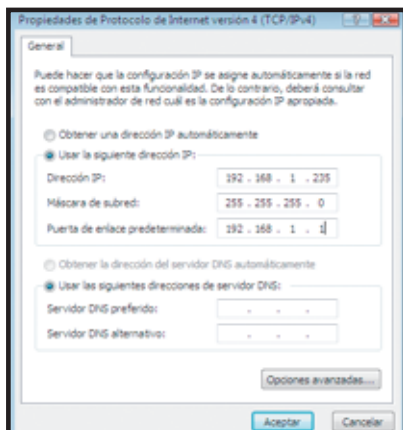 Propiedades de Protocolo de Internet versión 4 (TCP/IPv4)
General
Puede hacer que la configuración IP se asigne automáticamente si la red
es compatible con esta funcionalidad. De lo contrario, deberá consultar
con el administrador de red cuál es la configuración IP apropiada.
Obtener una dirección IP automáticamente
Usar la siguiente dirección IP:
Dirección IP: 192 . 168 . 1 . 235
Máscara de subred: 255 . 255 . 255 . 0
Puerta de enlace predeterminada: 192 . 168 . 1 . 1
Obtener la dirección del servidor DNS automáticamente
Usar las siguientes direcciones de servidor DNS:
Servidor DNS preferido: . . .
Servidor DNS alternativo: . . .
Opciones avanzadas...
Aceptar Cancelar